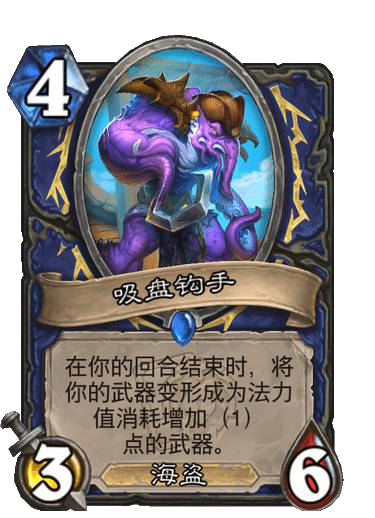 4
吸盘钩手
在你的回合结束时，将
你的武器变形成为法力
值消耗增加（1）
点的武器。
3
海盗
6